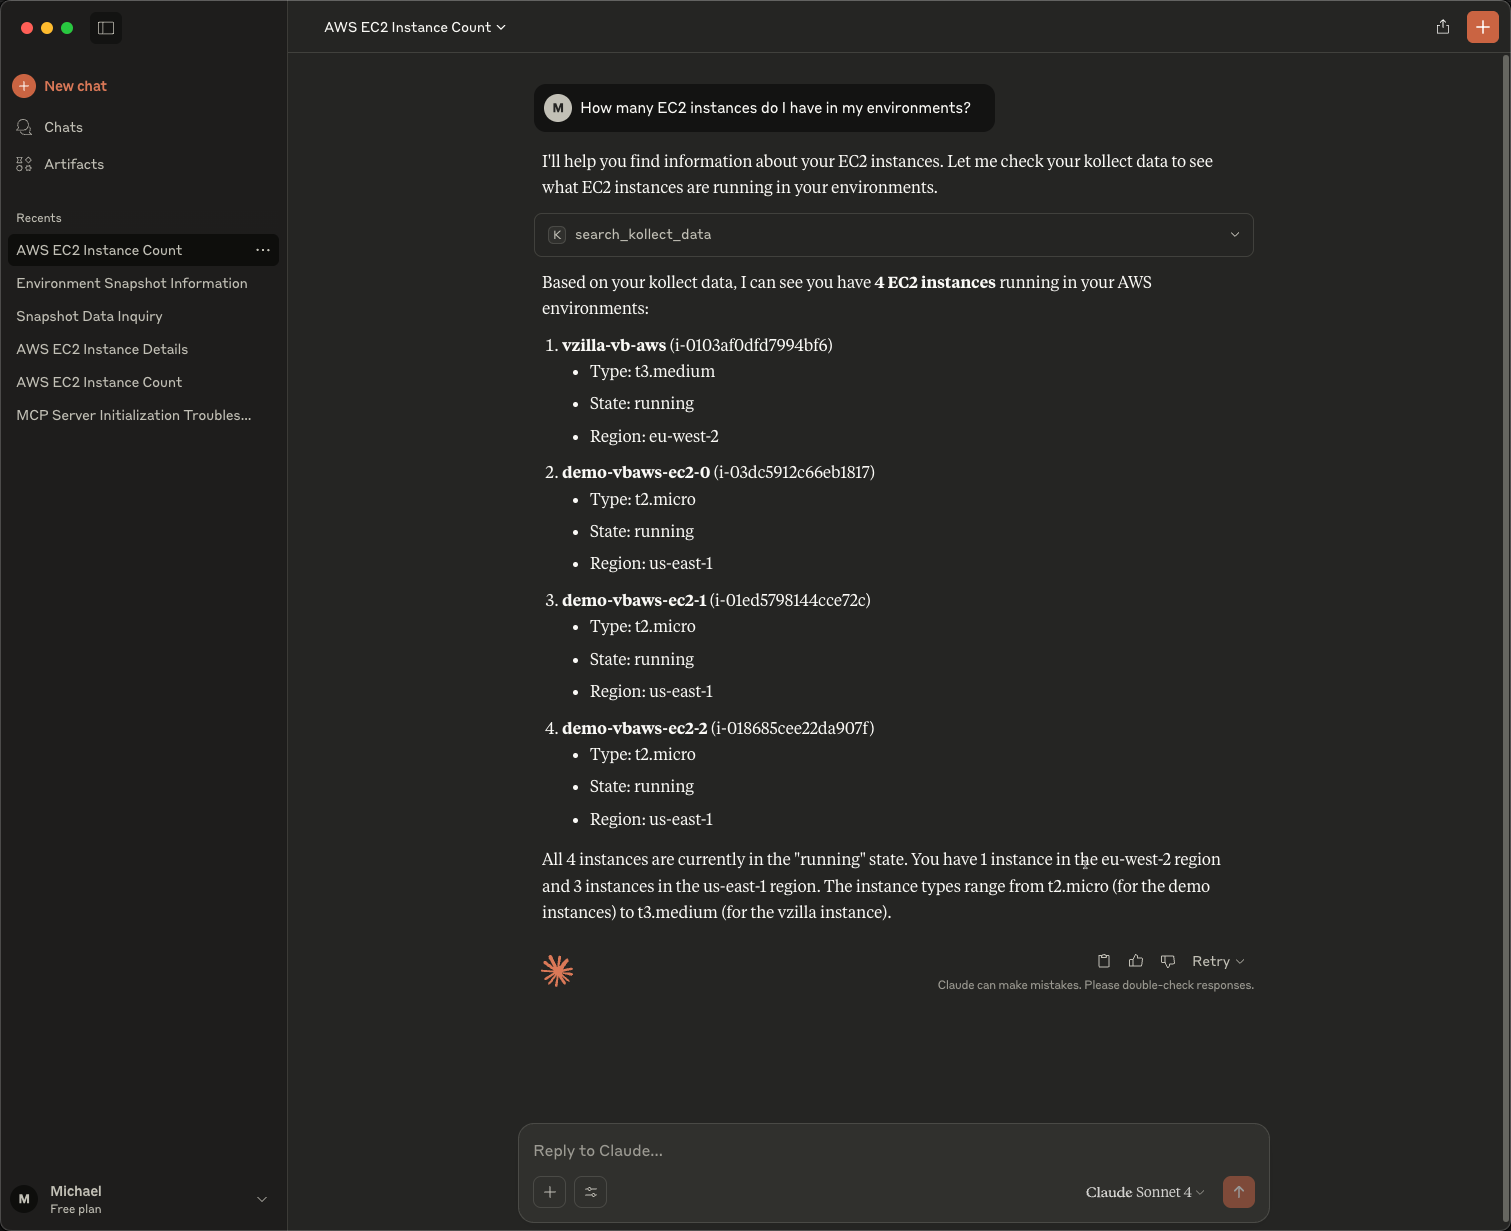 AWS EC2 Instance Count
New chat
Chats
Artifacts
Recents
AWS EC2 Instance Count
Environment Snapshot Information
Snapshot Data Inquiry
AWS EC2 Instance Details
AWS EC2 Instance Count
MCP Server Initialization Troubles...
M
Michael
Free plan
M How many EC2 instances do I have in my environments?
I'll help you find information about your EC2 instances. Let me check your kollect data to see
what EC2 instances are running in your environments.
K search_kollect_data
Based on your kollect data, I can see you have 4 EC2 instances running in your AWS
environments:
1. vzilla-vb-aws (i-0103af0dfd7994bf6)
• Type: t3.medium
• State: running
• Region: eu-west-2
2. demo-vbaws-ec2-0 (i-03dc5912c66eb1817)
• Type: t2.micro
• State: running
• Region: us-east-1
3. demo-vbaws-ec2-1 (i-01ed5798144cce72c)
• Type: t2.micro
• State: running
• Region: us-east-1
4. demo-vbaws-ec2-2 (i-018685cee22da907f)
• Type: t2.micro
• State: running
• Region: us-east-1
All 4 instances are currently in the "running" state. You have 1 instance in the eu-west-2 region
and 3 instances in the us-east-1 region. The instance types range from t2.micro (for the demo
instances) to t3.medium (for the vzilla instance).
Retry
Claude can make mistakes. Please double-check responses.
Reply to Claude...
Claude Sonnet 4